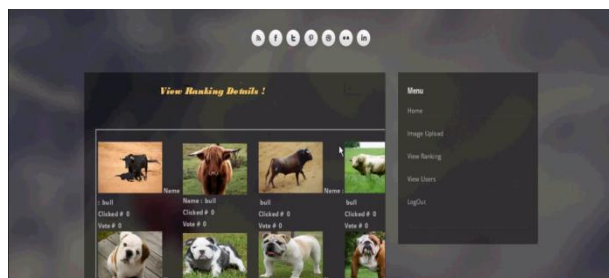 View Ranking Details !
Name : bull
Clicked # 0
Vote # 0
Name : bull
Clicked # 0
Vote # 0
Name : bull
Clicked # 0
Vote # 0
bull
Clicked # 0
Vote # 0
Menu
Home
Image Upload
View Ranking
View Users
LogOut